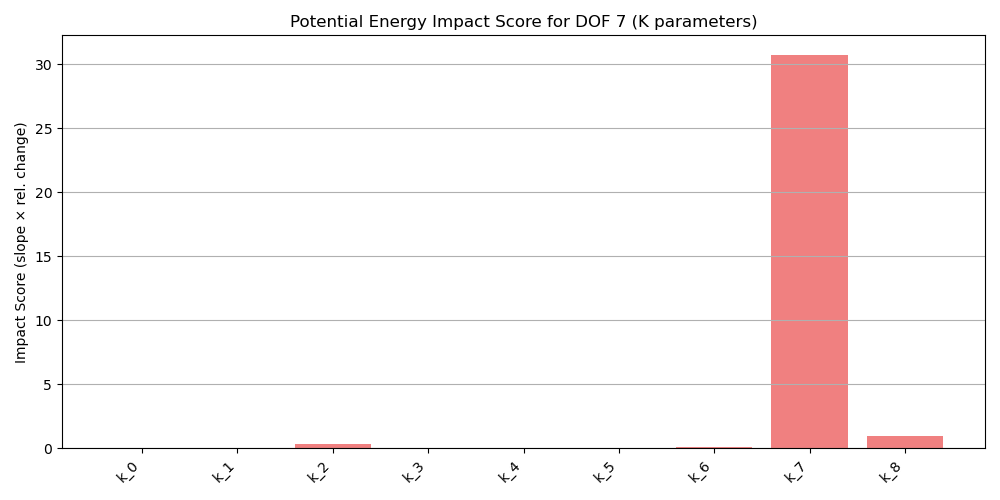 Potential Energy Impact Score for DOF 7 (K parameters)
Impact Score (slope × rel. change)
30
25
20
15
10
5
0
k_0
k_1
k_2
k_3
k_4
k_5
k_6
k_7
k_8